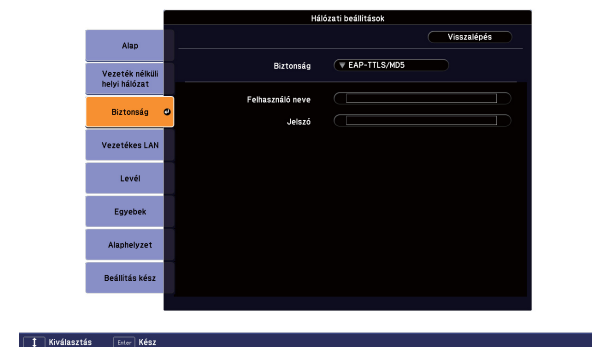 Hálózati beállítások
Visszalépés
Alap
Biztonság
EAP-TTLS/MD5
Vezeték nélküli
helyi hálózat
Felhasználó neve
Biztonság
Jelszó
Vezetékes LAN
Levél
Egyebek
Alaphelyzet
Beállítás kész
Kiválasztás Enter Kész